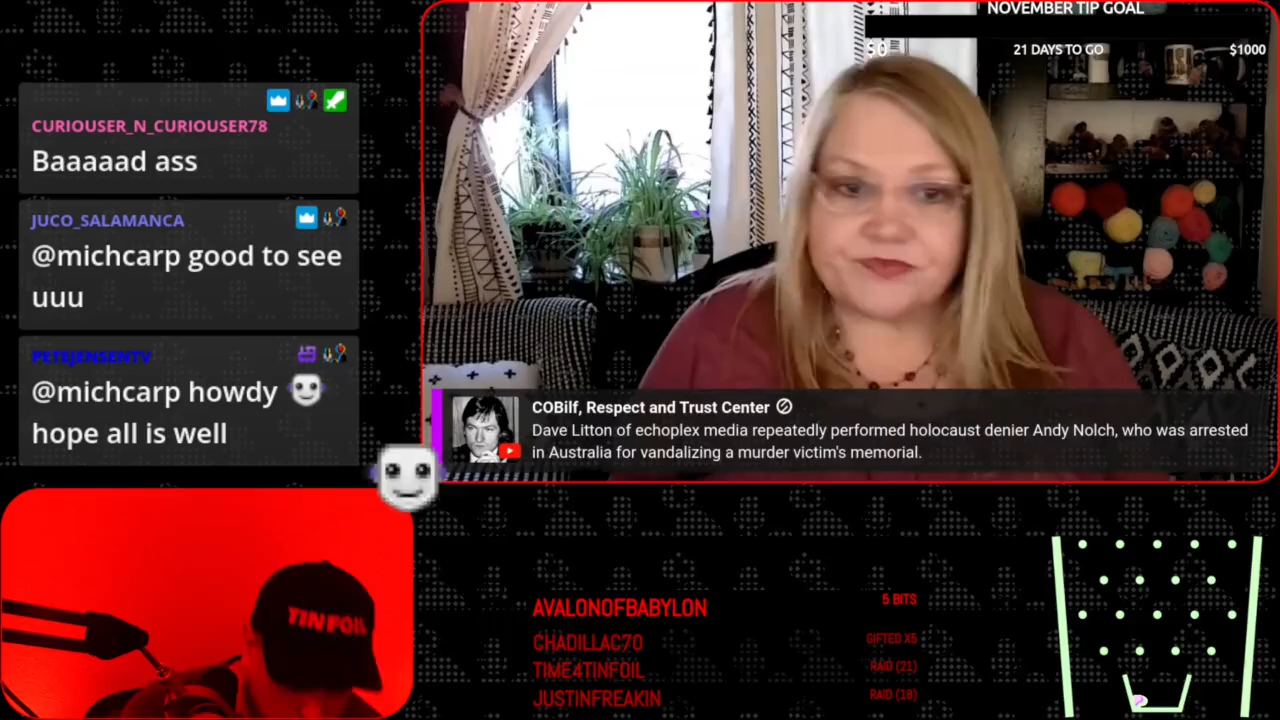 NOVEMBER TIP GOAL
$0
21 DAYS TO GO
$1000
CURIOUSER_N_CURIOUSER78
Baaaaad ass
JUCO_SALAMANCA
@michcarp good to see
uuu
PETEJENSENTV
@michcarp howdy
hope all is well
COBilf, Respect and Trust Center
Dave Litton of echoplex media repeatedly performed holocaust denier Andy Nolch, who was arrested
in Australia for vandalizing a murder victim's memorial.
TINFOIL
AVALONOFBABYLON 5 BITS
CHADILLAC70 GIFTED X5
TIME4TINFOIL RAID (21)
JUSTINFREAKIN RAID (18)